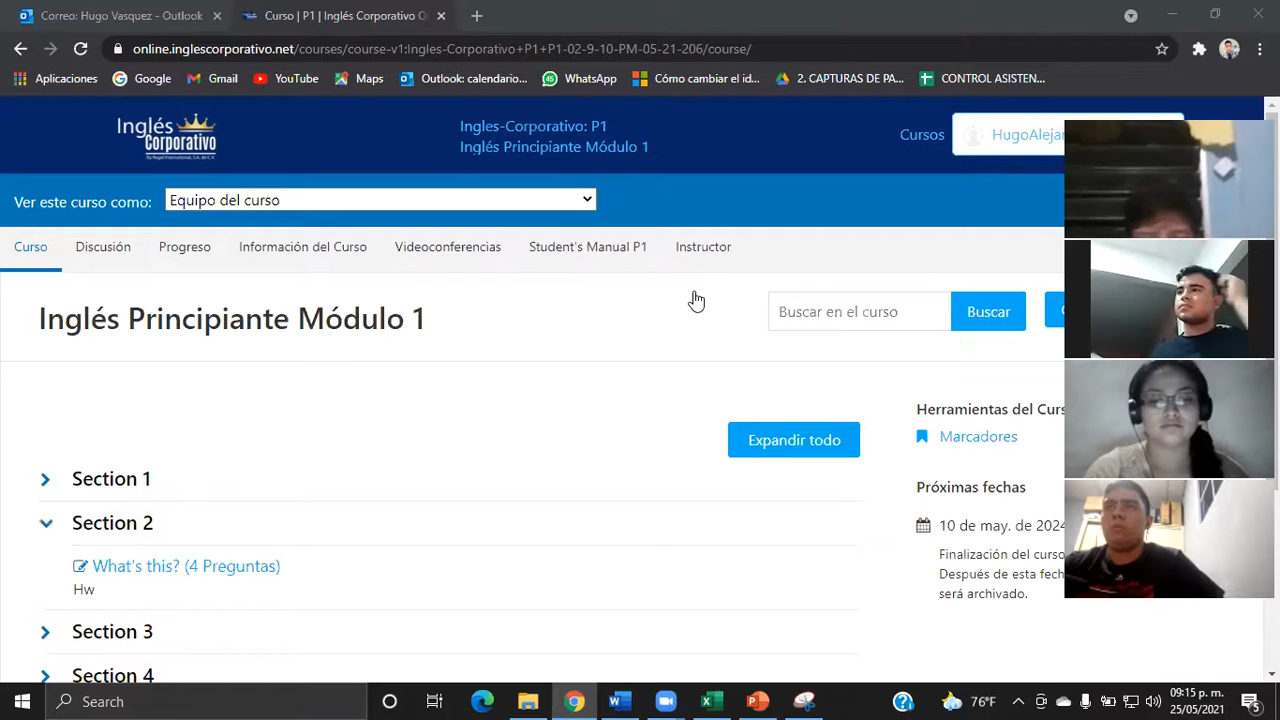 Correo: Hugo Vasquez - Outlook
Curso | P1 | Inglés Corporativo O
online.inglescorporativo.net/courses/course-v1:Ingles-Corporativo+P1+P1-02-9-10-PM-05-21-206/course/
Aplicaciones
Google
Gmail
YouTube
Maps
Outlook: calendario...
WhatsApp
Cómo cambiar el id...
2. CAPTURAS DE PA...
CONTROL ASISTEN...
Inglés Corporativo
By Regal International, S.A. de C.V.
Ingles-Corporativo: P1
Inglés Principiante Módulo 1
Cursos
HugoAlejar
Ver este curso como:
Equipo del curso
Curso
Discusión
Progreso
Información del Curso
Videoconferencias
Student's Manual P1
Instructor
Inglés Principiante Módulo 1
Buscar en el curso
Buscar
Expandir todo
Section 1
Section 2
What's this? (4 Preguntas)
Hw
Section 3
Section 4
Herramientas del Curs
Marcadores
Próximas fechas
10 de may. de 2024
Finalización del curso
Después de esta fech
será archivado.
Search
76°F
09:15 p. m.
25/05/2021
5